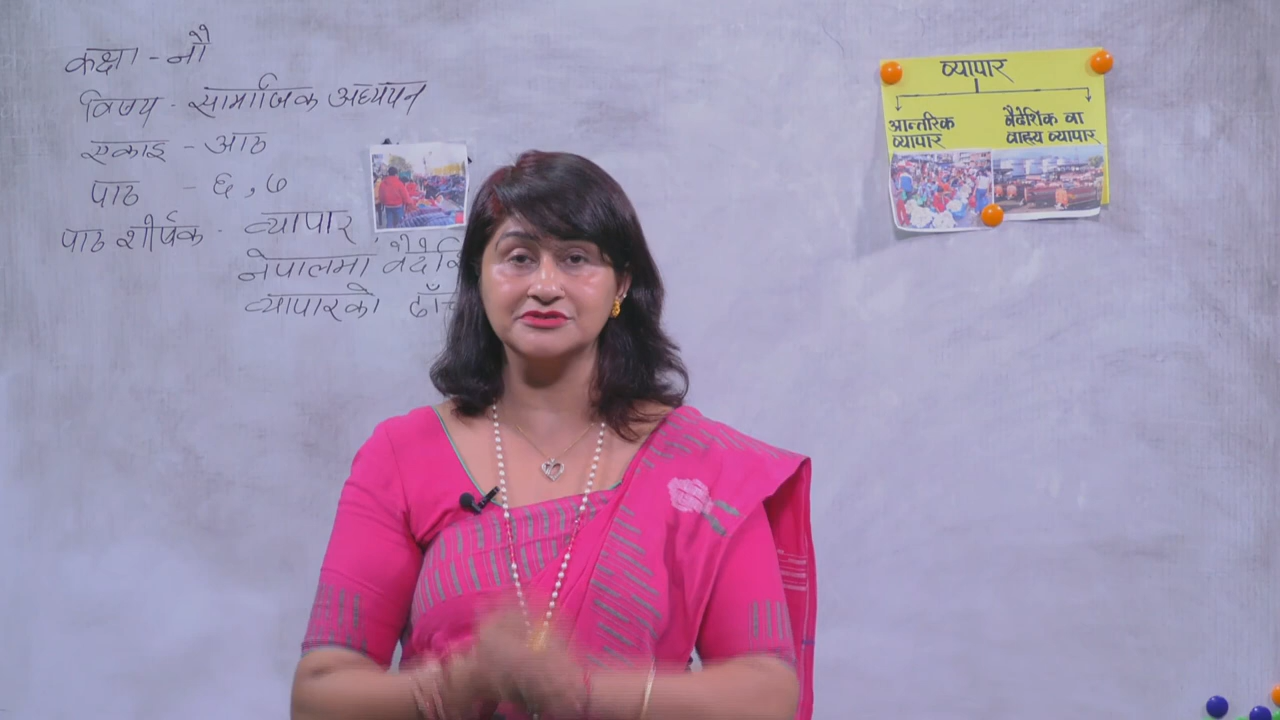 कक्षा - नौ
विषय - सामाजिक अध्ययन
एकाइ - आठ
पाठ - ६,७
पाठ शीर्षक - व्यापार,
नेपालमा
व्यापारको
व्यापार
आन्तरिक व्यापार
वैदेशिक वा
वाह्य व्यापार